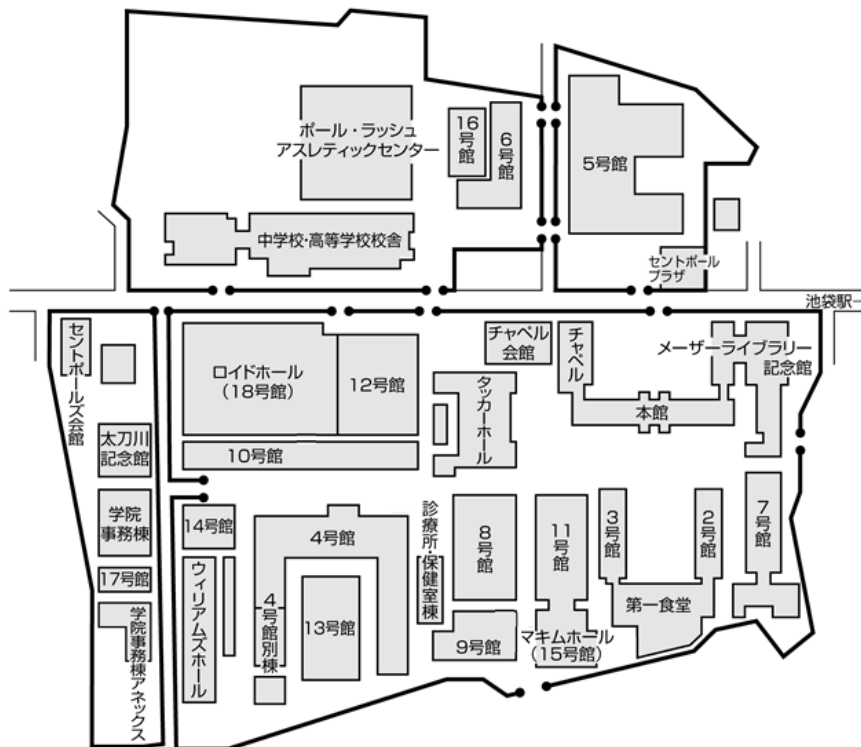 ポール・ラッシュ
アスレティックセンター
16号館
6号館
5号館
中学校・高等学校校舎
セントポール
プラザ
池袋駅
セントポールズ会館
ロイドホール
(18号館)
12号館
チャペル
会館
チャペル
メーザーライブラリー
記念館
タッカーホール
本館
太刀川
記念館
10号館
学院
事務棟
14号館
4号館
診療所・保健室棟
8号館
11号館
3号館
2号館
7号館
17号館
ウィリアムズホール
4号館別棟
13号館
第一食堂
学院事務棟アネックス
9号館
マキムホール
(15号館)